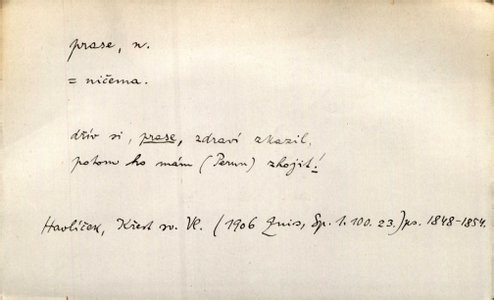 prase, n.
= ničema.
dřív si, prase, zdraví zkazil,
potom ho mám (Perun) zhojit!
Havlíček, Křest sv. Vl. (1906 Quis, Sp. 1. 100. 23.) ps. 1848-1854.